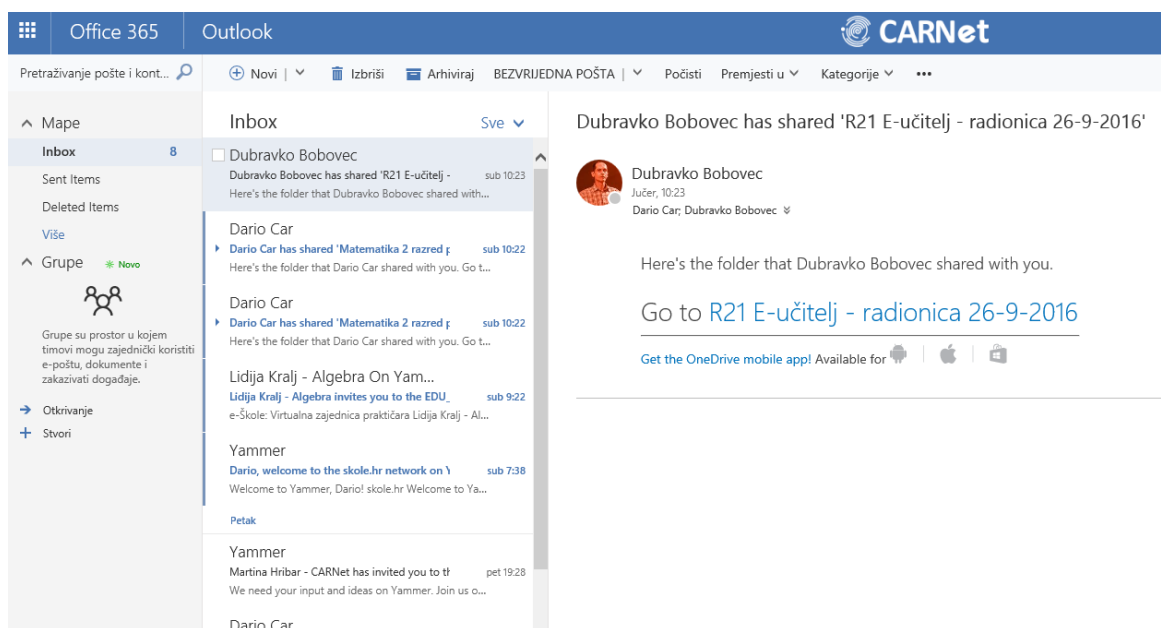 Office 365
Outlook
CARNet
Pretraživanje pošte i kont...
Novi
Izbriši
Arhiviraj
BEZVRIJEDNA POŠTA
Počisti
Premjesti u
Kategorije
•••
Mape
Inbox 8
Sent Items
Deleted Items
Više
Grupe Novo
Grupe su prostor u kojem
timovi mogu zajednički koristiti
e-poštu, dokumente i
zakazivati događaje.
Otkrivanje
Stvori
Inbox Sve
Dubravko Bobovec
Dubravko Bobovec has shared 'R21 E-učitelj - sub 10:23
Here's the folder that Dubravko Bobovec shared with...
Dario Car
Dario Car has shared 'Matematika 2 razred sub 10:22
Here's the folder that Dario Car shared with you. Go t...
Dario Car
Dario Car has shared 'Matematika 2 razred sub 10:22
Here's the folder that Dario Car shared with you. Go t...
Lidija Kralj - Algebra On Yam...
Lidija Kralj - Algebra invites you to the EDU_ sub 9:22
e-Škole: Virtualna zajednica praktičara Lidija Kralj - Al...
Yammer
Dario, welcome to the skole.hr network on sub 7:38
Welcome to Yammer, Dario! skole.hr Welcome to Ya...
Petak
Yammer
Martina Hribar - CARNet has invited you to pet 19:28
We need your input and ideas on Yammer. Join us o...
Dario Car
Dubravko Bobovec has shared 'R21 E-učitelj - radionica 26-9-2016'
Dubravko Bobovec
Jučer, 10:23
Dario Car; Dubravko Bobovec
Here's the folder that Dubravko Bobovec shared with you.
Go to R21 E-učitelj - radionica 26-9-2016
Get the OneDrive mobile app! Available for